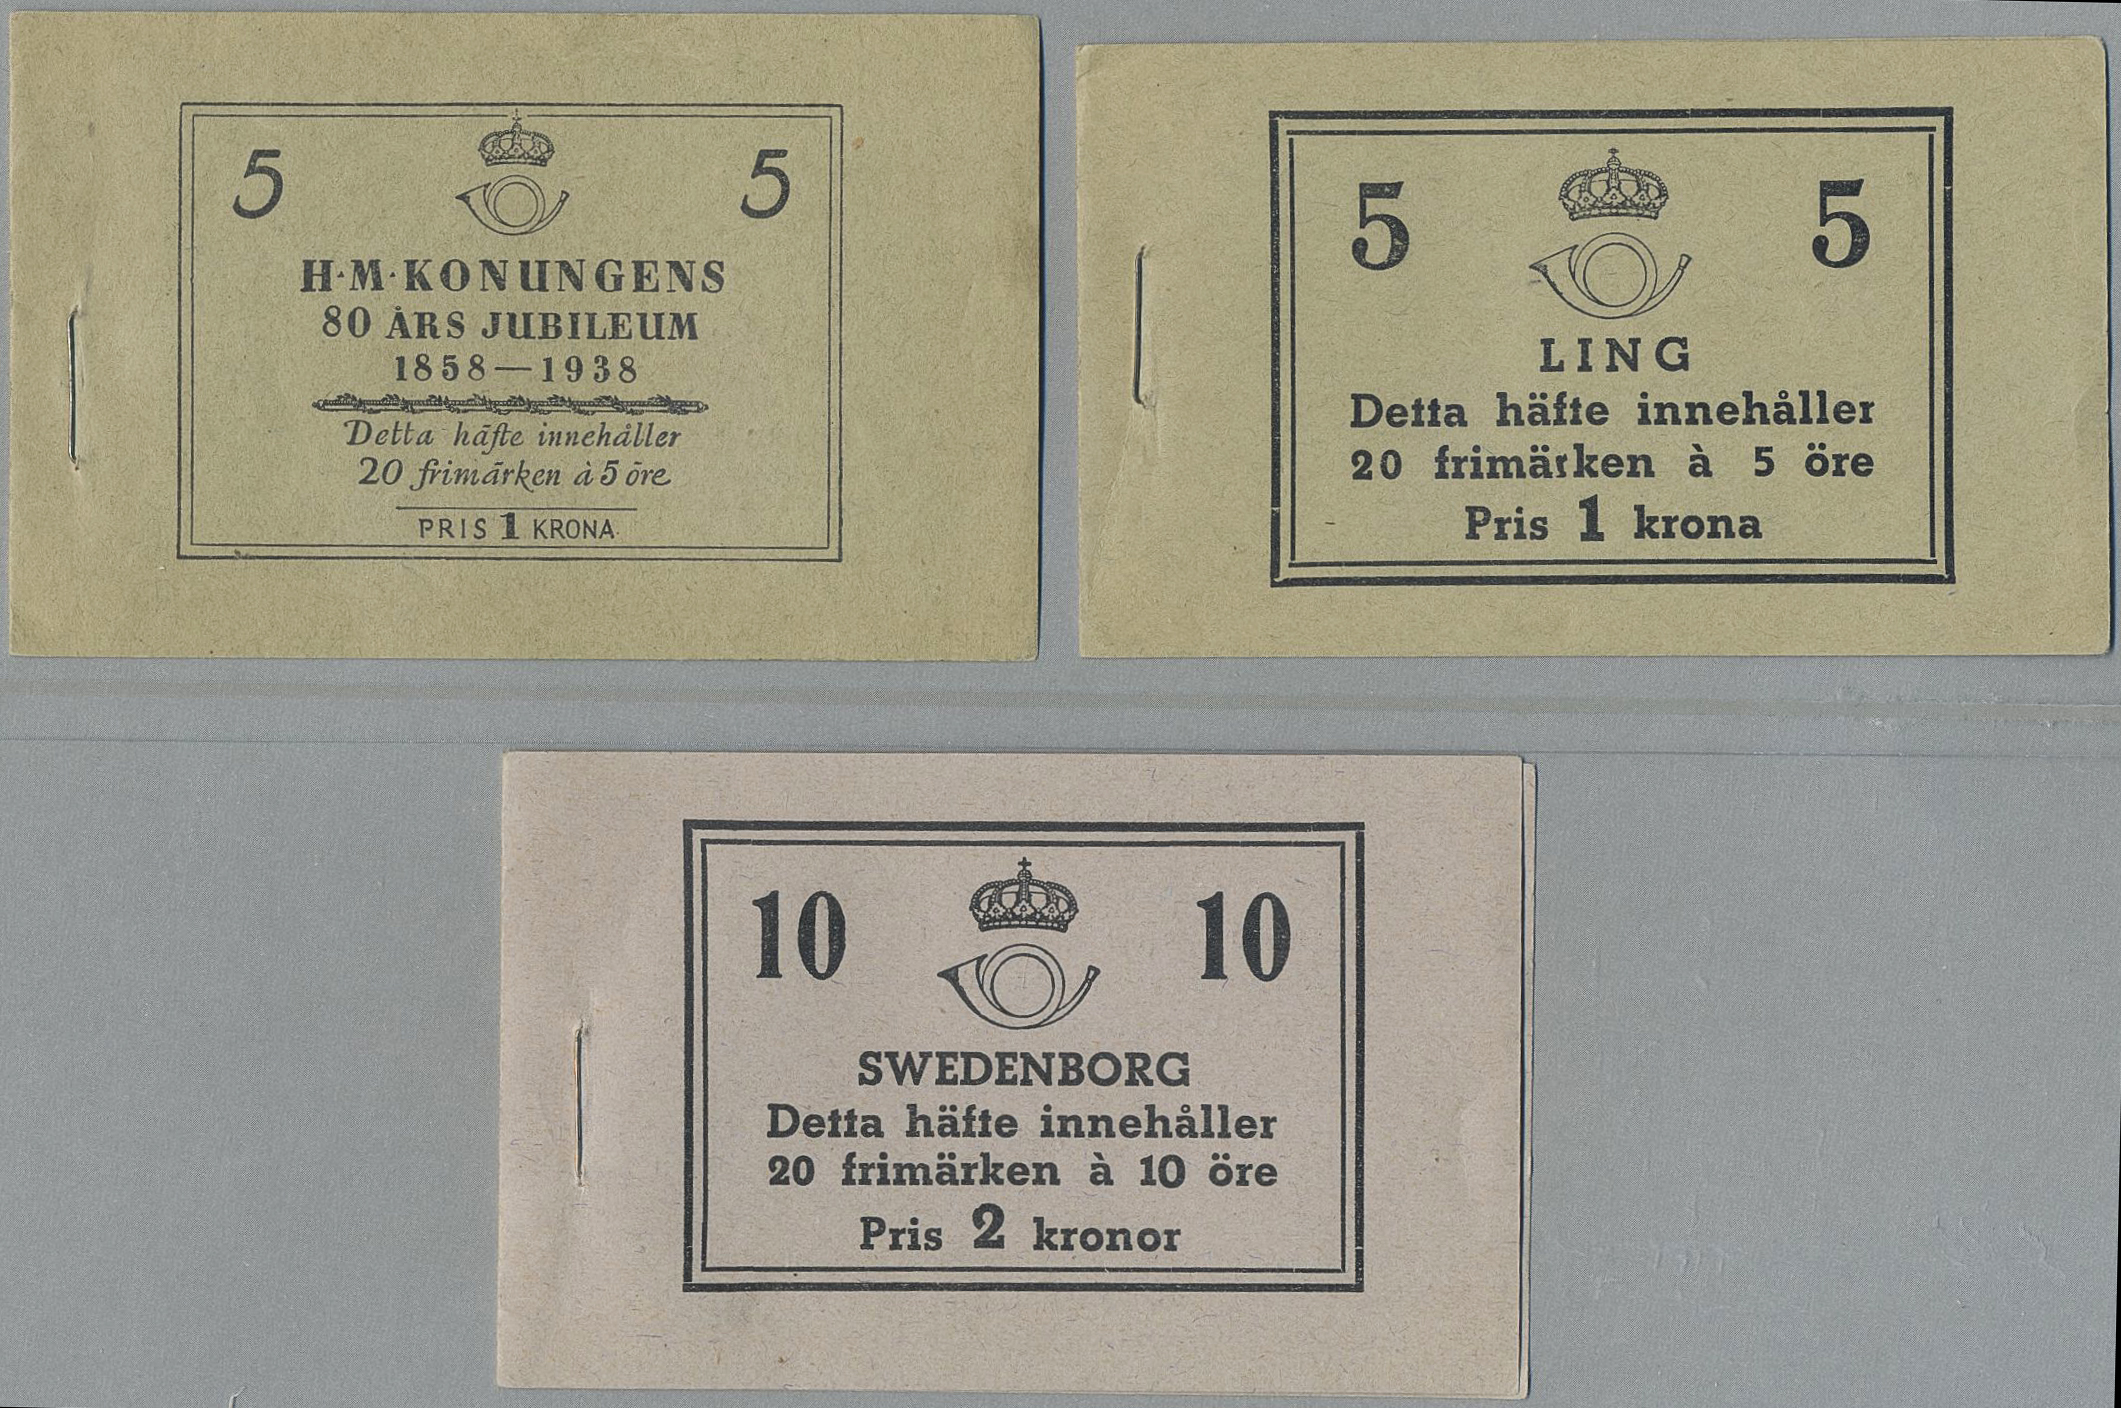 5 5
H·M·KONUNGENS
80 ÅRS JUBILEUM
1858—1938
Detta häfte innehåller
20 frimärken à 5 öre
PRIS 1 KRONA
5 5
LING
Detta häfte innehåller
20 frimärken à 5 öre
Pris 1 krona
10 10
SWEDENBORG
Detta häfte innehåller
20 frimärken à 10 öre
Pris 2 kronor